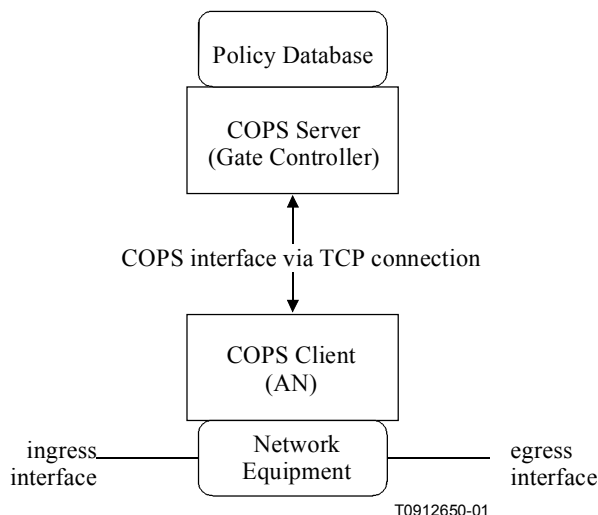 Policy Database
COPS Server
(Gate Controller)
COPS interface via TCP connection
COPS Client
(AN)
ingress
interface
Network
Equipment
egress
interface
T0912650-01